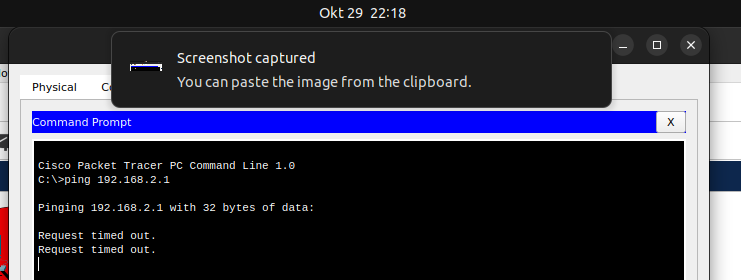 Okt 29 22:18
Screenshot captured
You can paste the image from the clipboard.
Physical
Command Prompt
X
Cisco Packet Tracer PC Command Line 1.0
C:\>ping 192.168.2.1
Pinging 192.168.2.1 with 32 bytes of data:
Request timed out.
Request timed out.